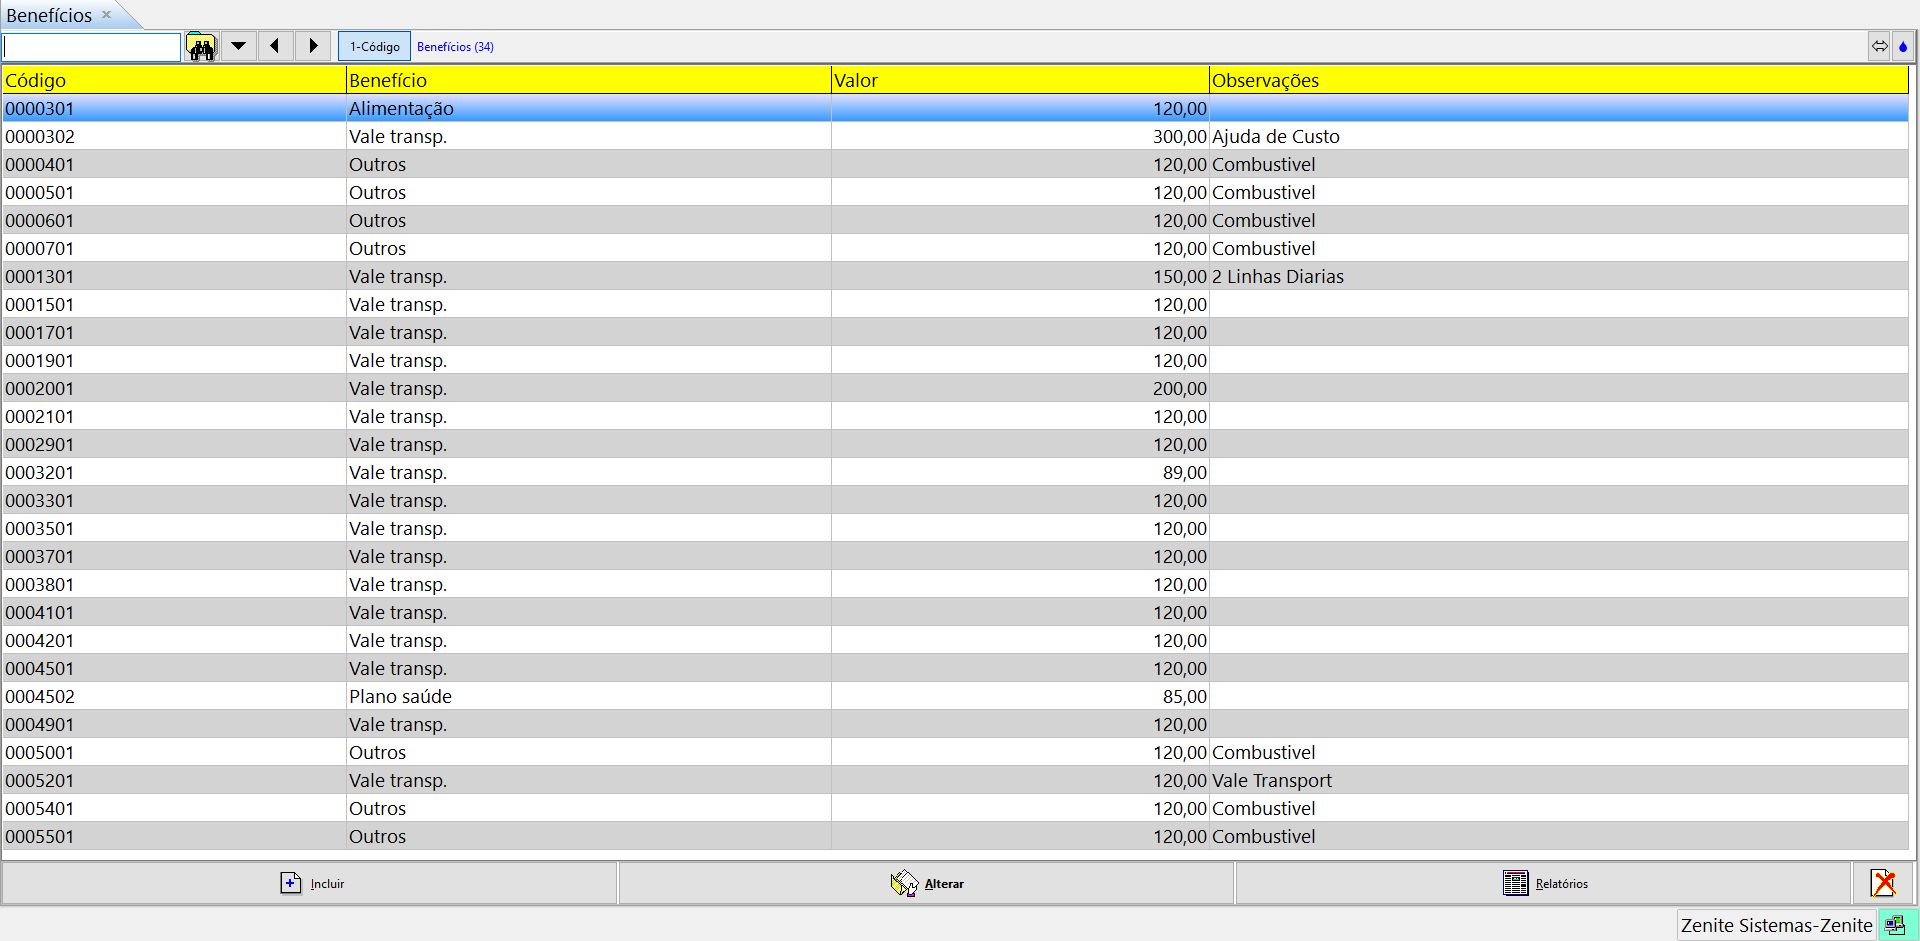 Benefícios
1-Código Benefícios (34)
Código Benefício Valor Observações
0000301 Alimentação 120,00
0000302 Vale transp. 300,00 Ajuda de Custo
0000401 Outros 120,00 Combustivel
0000501 Outros 120,00 Combustivel
0000601 Outros 120,00 Combustivel
0000701 Outros 120,00 Combustivel
0001301 Vale transp. 150,00 2 Linhas Diarias
0001501 Vale transp. 120,00
0001701 Vale transp. 120,00
0001901 Vale transp. 120,00
0002001 Vale transp. 200,00
0002101 Vale transp. 120,00
0002901 Vale transp. 120,00
0003201 Vale transp. 89,00
0003301 Vale transp. 120,00
0003501 Vale transp. 120,00
0003701 Vale transp. 120,00
0003801 Vale transp. 120,00
0004101 Vale transp. 120,00
0004201 Vale transp. 120,00
0004501 Vale transp. 120,00
0004502 Plano saúde 85,00
0004901 Vale transp. 120,00
0005001 Outros 120,00 Combustivel
0005201 Vale transp. 120,00 Vale Transport
0005401 Outros 120,00 Combustivel
0005501 Outros 120,00 Combustivel
Incluir Alterar Relatórios
Zenite Sistemas-Zenite